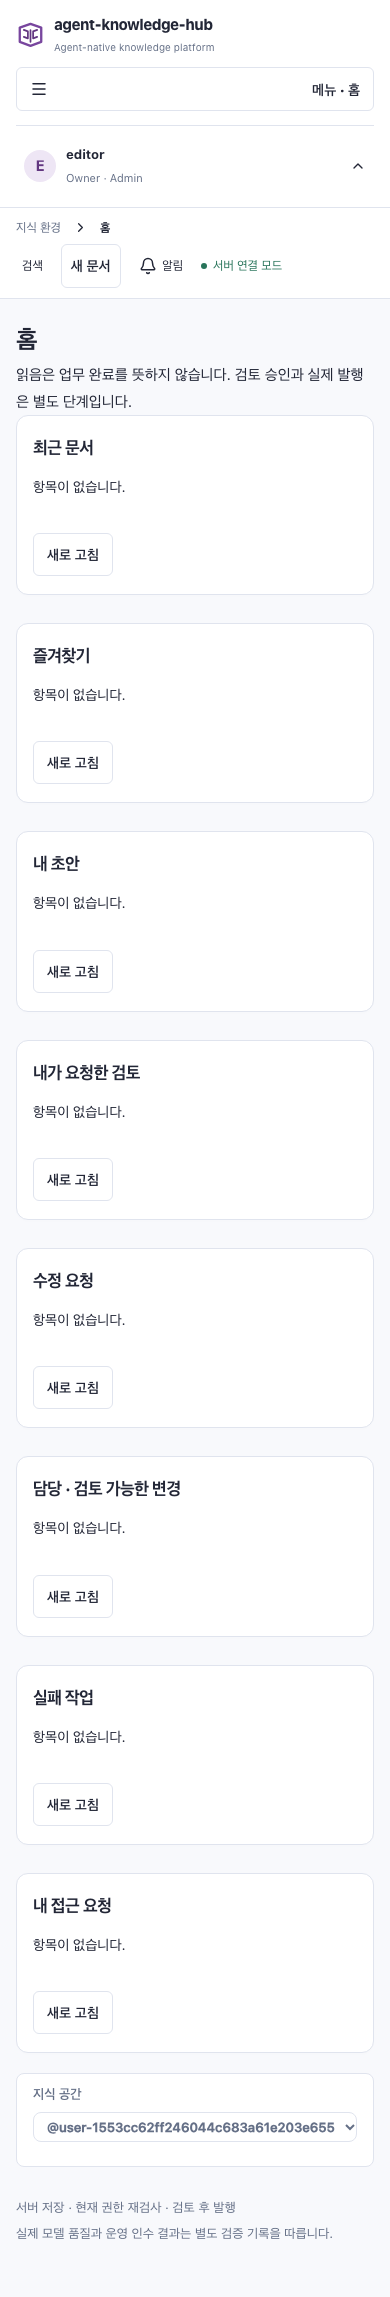 agent-knowledge-hub
Agent-native knowledge platform
메뉴 · 홈
E
editor
Owner · Admin
지식 환경 > 홈
검색 새 문서 알림 서버 연결 모드
홈
읽음은 업무 완료를 뜻하지 않습니다. 검토 승인과 실제 발행
은 별도 단계입니다.
최근 문서
항목이 없습니다.
새로 고침
즐겨찾기
항목이 없습니다.
새로 고침
내 초안
항목이 없습니다.
새로 고침
내가 요청한 검토
항목이 없습니다.
새로 고침
수정 요청
항목이 없습니다.
새로 고침
담당 · 검토 가능한 변경
항목이 없습니다.
새로 고침
실패 작업
항목이 없습니다.
새로 고침
내 접근 요청
항목이 없습니다.
새로 고침
지식 공간
@user-1553cc62ff246044c683a61e203e655
서버 저장 · 현재 권한 재검사 · 검토 후 발행
실제 모델 품질과 운영 인수 결과는 별도 검증 기록을 따릅니다.